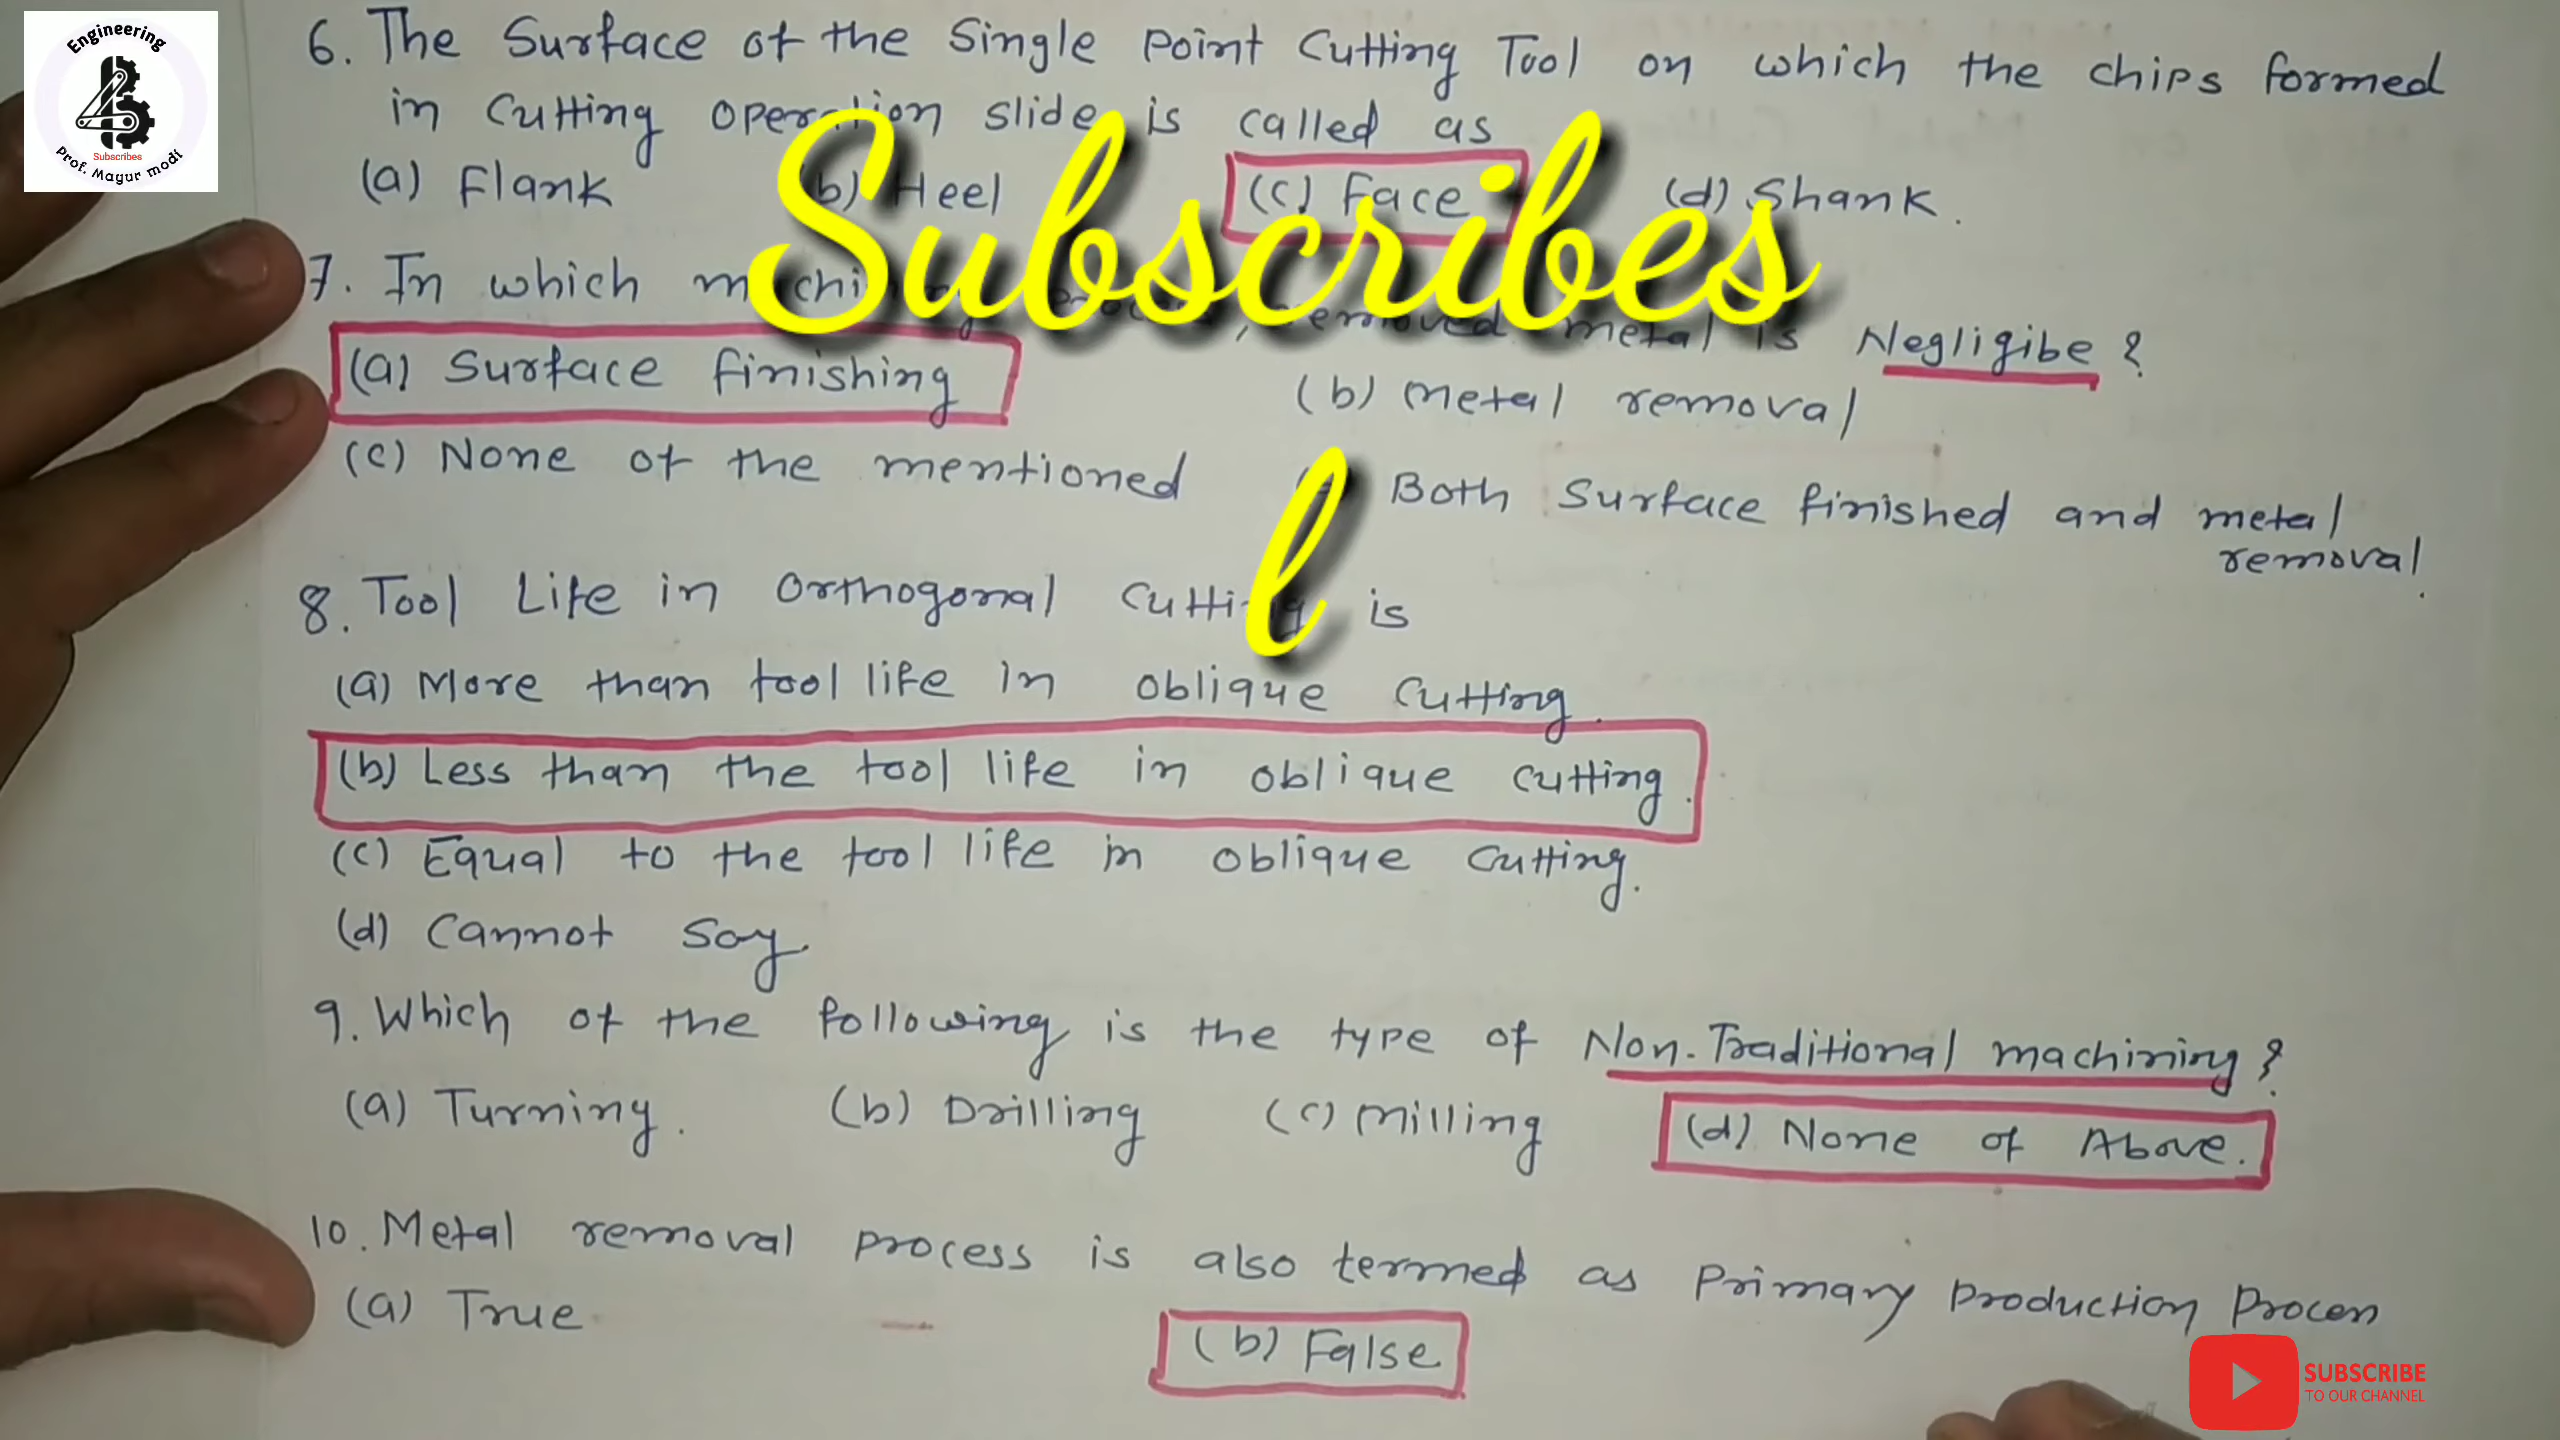 Engineering
Subscribes
Prof. Mayur modi
6. The Surface of the Single Point Cutting Tool on which the chips formed
in Cutting operation slide is called as
(a) Flank (b) Heel (c) Face (d) Shank.
Subscribes
7. In which machining process, removed metal is Negligibe?
(a) Surface finishing (b) Metal removal
(c) None of the mentioned Both Surface finished and metal
removal.
l
8. Tool Life in Orthogonal Cutting is
(a) More than tool life in oblique Cutting.
(b) Less than the tool life in oblique Cutting.
(c) Equal to the tool life in oblique Cutting.
(d) Cannot Say.
9. Which of the following is the type of Non-Traditional machining?
(a) Turning. (b) Drilling (c) Milling (d) None of Above.
10. Metal removal process is also termed as Primary Production Process
(a) True (b) False
SUBSCRIBE
TO OUR CHANNEL